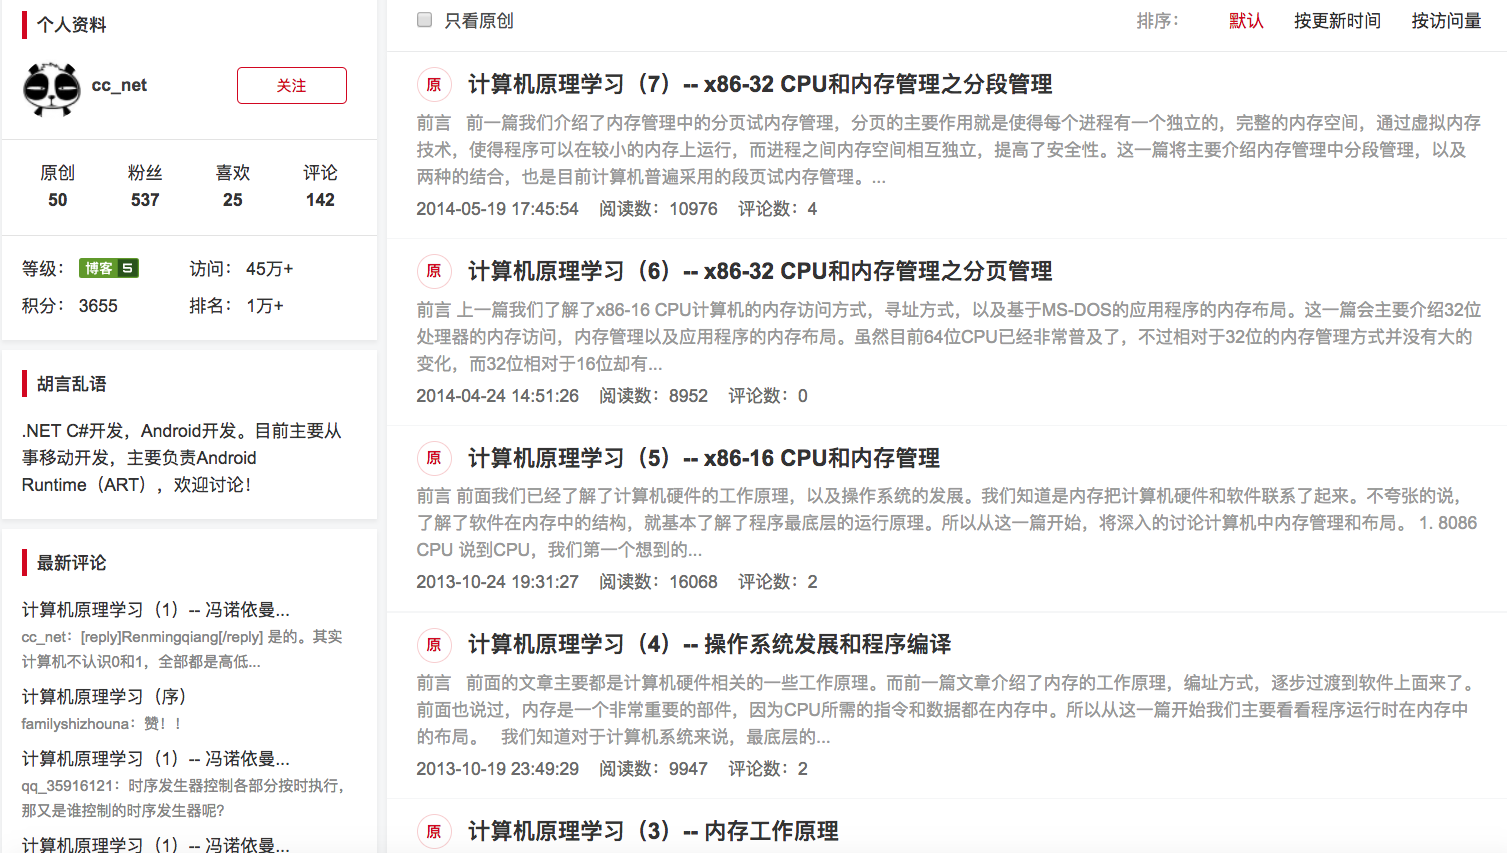 个人资料
cc_net
关注
原创 粉丝 喜欢 评论
50 537 25 142
等级： 博客 5 访问： 45万+
积分： 3655 排名： 1万+
胡言乱语
.NET C#开发，Android开发。目前主要从
事移动开发，主要负责Android
Runtime（ART），欢迎讨论！
最新评论
计算机原理学习（1）-- 冯诺依曼...
cc_net：[reply]Renmingqiang[/reply] 是的。其实
计算机不认识0和1，全部都是高低...
计算机原理学习（序）
familyshizhouna：赞！！
计算机原理学习（1）-- 冯诺依曼...
qq_35916121：时序发生器控制各部分按时执行，
那又是谁控制的时序发生器呢？
计算机原理学习（1）-- 冯诺依曼...
只看原创 排序： 默认 按更新时间 按访问量
原 计算机原理学习（7）-- x86-32 CPU和内存管理之分段管理
前言 前一篇我们介绍了内存管理中的分页试内存管理，分页的主要作用就是使得每个进程有一个独立的，完整的内存空间，通过虚拟内存
技术，使得程序可以在较小的内存上运行，而进程之间内存空间相互独立，提高了安全性。这一篇将主要介绍内存管理中分段管理，以及
两种的结合，也是目前计算机普遍采用的段页试内存管理。...
2014-05-19 17:45:54 阅读数：10976 评论数：4
原 计算机原理学习（6）-- x86-32 CPU和内存管理之分页管理
前言 上一篇我们了解了x86-16 CPU计算机的内存访问方式，寻址方式，以及基于MS-DOS的应用程序的内存布局。这一篇会主要介绍32位
处理器的内存访问，内存管理以及应用程序的内存布局。虽然目前64位CPU已经非常普及了，不过相对于32位的内存管理方式并没有大的
变化，而32位相对于16位却有...
2014-04-24 14:51:26 阅读数：8952 评论数：0
原 计算机原理学习（5）-- x86-16 CPU和内存管理
前言 前面我们已经了解了计算机硬件的工作原理，以及操作系统的发展。我们知道是内存把计算机硬件和软件联系了起来。不夸张的说，
了解了软件在内存中的结构，就基本了解了程序最底层的运行原理。所以从这一篇开始，将深入的讨论计算机中内存管理和布局。 1. 8086
CPU 说到CPU，我们第一个想到的...
2013-10-24 19:31:27 阅读数：16068 评论数：2
原 计算机原理学习（4）-- 操作系统发展和程序编译
前言 前面的文章主要都是计算机硬件相关的一些工作原理。而前一篇文章介绍了内存的工作原理，编址方式，逐步过渡到软件上面来了。
前面也说过，内存是一个非常重要的部件，因为CPU所需的指令和数据都在内存中。所以从这一篇开始我们主要看看程序运行时在内存中
的布局。 我们知道对于计算机系统来说，最底层的...
2013-10-19 23:49:29 阅读数：9947 评论数：2
原 计算机原理学习（3）-- 内存工作原理